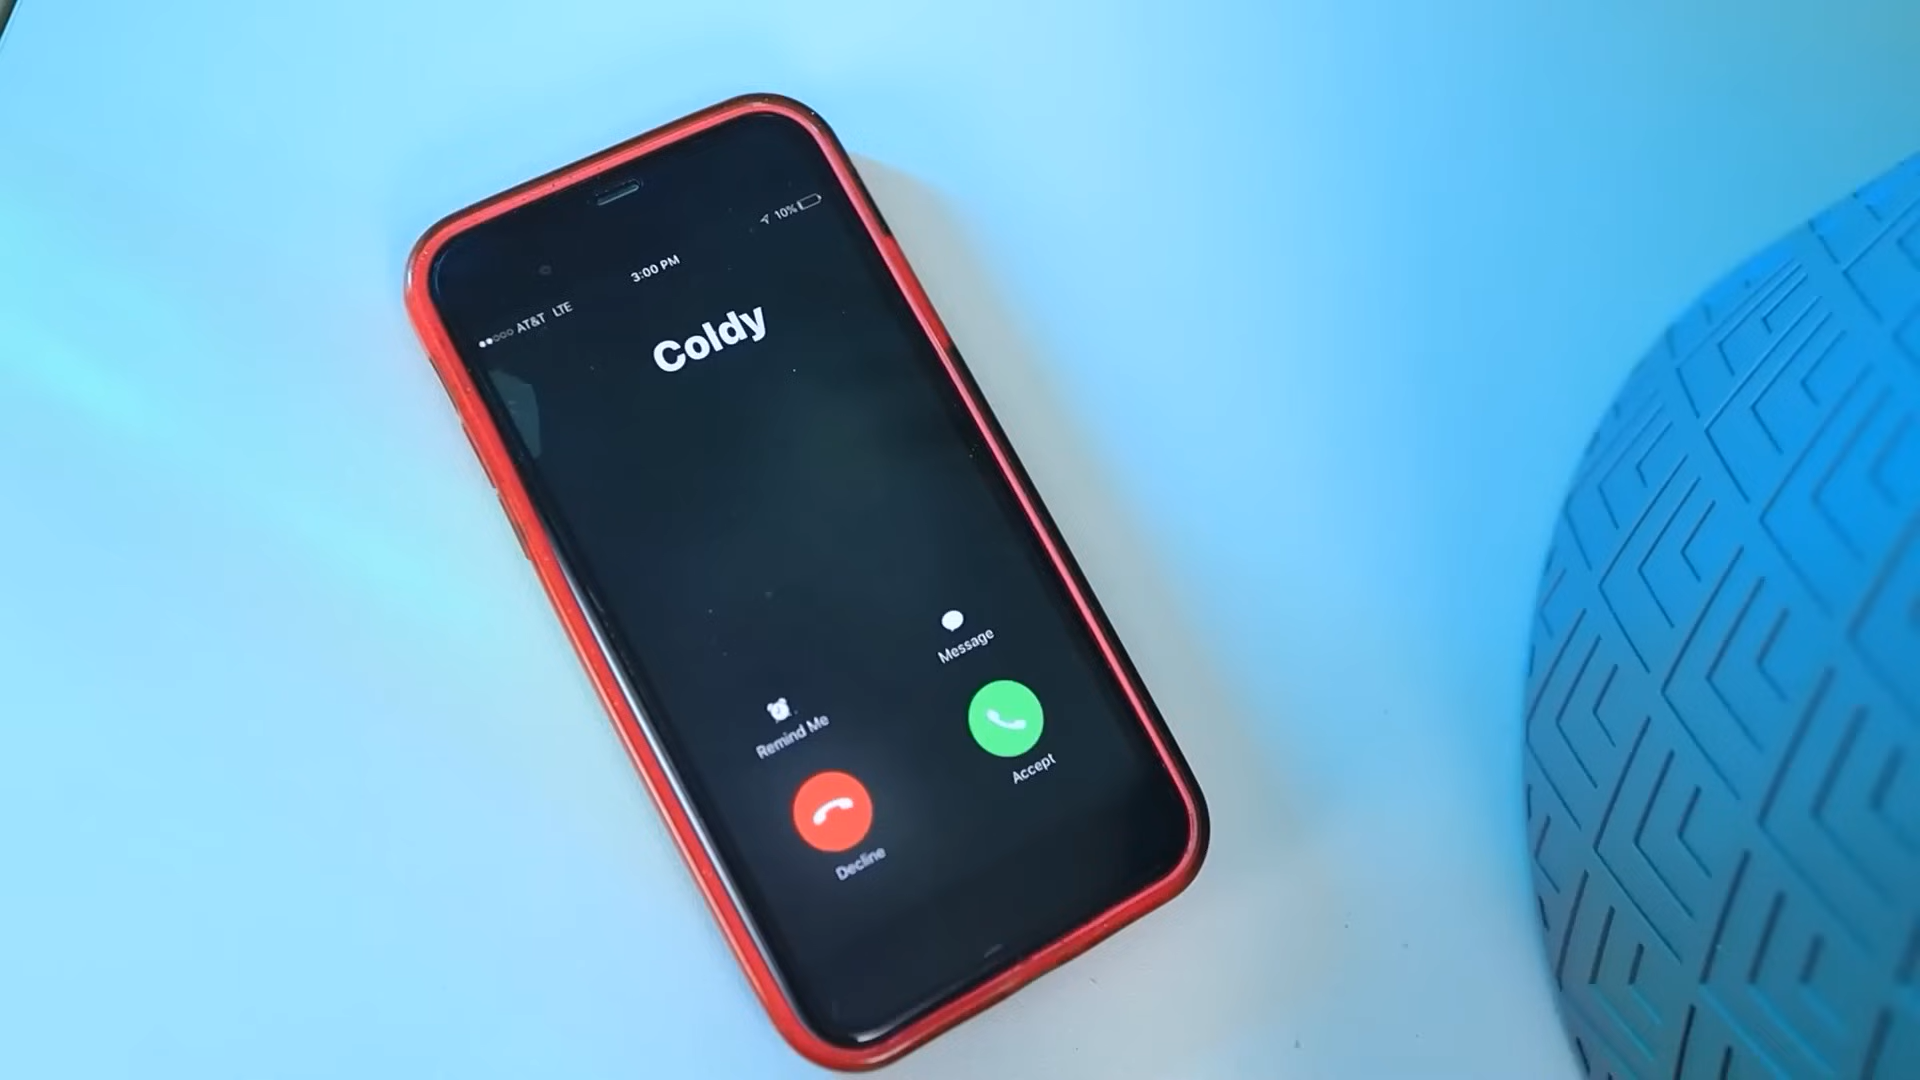 ●●○○○ AT&T LTE
3:00 PM
10%
Coldy
Remind Me
Message
Decline
Accept